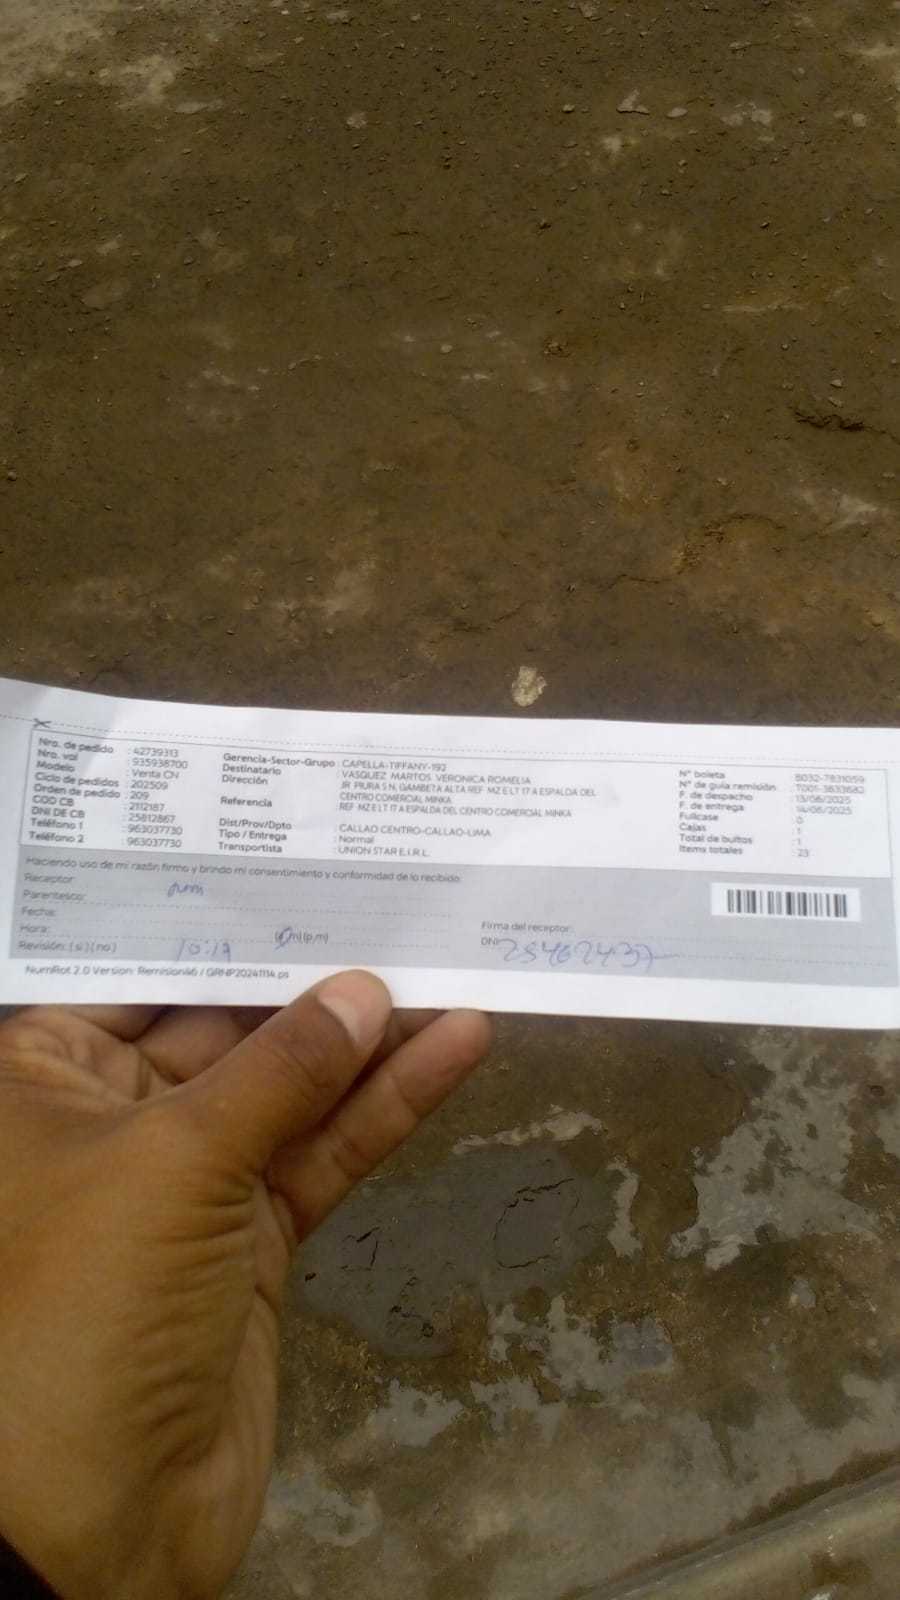 Nro. de pedido : 42739313
Nro. vol : 935938700
Modelo : Venta CN
Ciclo de pedidos : 202509
Orden de pedido : 209
COD CB : 2112187
DNI DE CB : 25812867
Teléfono 1 : 963037730
Teléfono 2 : 963037730
Gerencia-Sector-Grupo : CAPELLA-TIFFANY-192
Destinatario : VASQUEZ MARTOS VERONICA ROMELIA
Dirección : JR PIURA S N, GAMBETA ALTA REF MZ E LT 17 A ESPALDA DEL
CENTRO COMERCIAL MINKA
Referencia : REF MZ E LT 17 A ESPALDA DEL CENTRO COMERCIAL MINKA
Dist/Prov/Dpto : CALLAO CENTRO-CALLAO-LIMA
Tipo / Entrega : Normal
Transportista : UNION STAR E.I.R.L.
N° boleta : B032-7831059
N° de guía remisión : T001-3633682
F. de despacho : 13/06/2025
F. de entrega : 14/06/2025
Fullcase : 0
Cajas : 1
Total de bultos : 1
Items totales : 23
Haciendo uso de mi razón firmo y brindo mi consentimiento y conformidad de lo recibido
Receptor:
Parentesco:
Fecha:
Hora: (a.m)(p.m)
Revisión: ( si ) ( no ) 10:17
Firma del receptor:
DNI: 25462437
NumRot 2.0 Version: Remision46 / GRNP20241114.ps